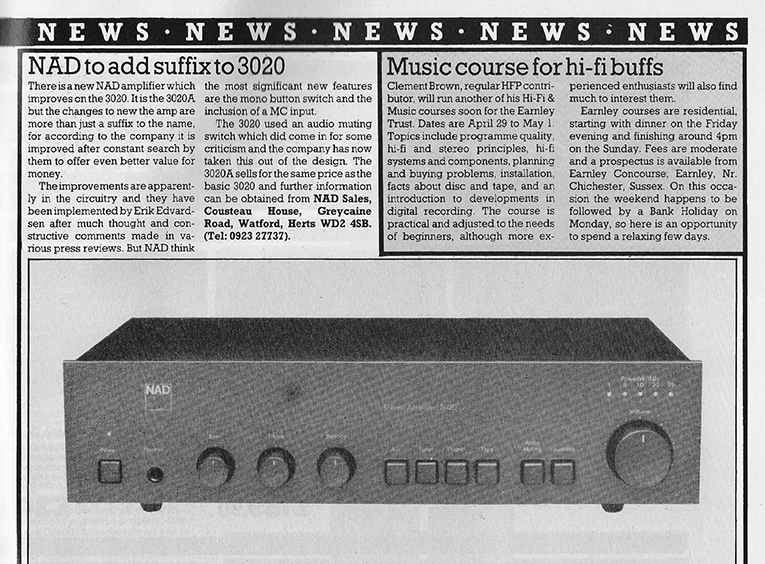 NEWS · NEWS · NEWS · NEWS · NEWS
NAD to add suffix to 3020
There is a new NAD amplifier which
improves on the 3020. It is the 3020A
but the changes to the new amp are
more than just a suffix to the name,
for according to the company it is
improved after constant search by
them to offer even better value for
money.
The improvements are apparent-
ly in the circuitry and they have
been implemented by Erik Edvard-
sen after much thought and con-
structive comments made in va-
rious press reviews. But NAD think
the most significant new features
are the mono button switch and the
inclusion of a MC input.
The 3020 used an audio muting
switch which did come in for some
criticism and the company has now
taken this out of the design. The
3020A sells for the same price as the
basic 3020 and further information
can be obtained from NAD Sales,
Cousteau House, Greycaine
Road, Watford, Herts WD2 4SB.
(Tel: 0923 27737).
Music course for hi-fi buffs
Clement Brown, regular HFP contri-
butor, will run another of his Hi-Fi &
Music courses soon for the Earnley
Trust. Dates are April 29 to May 1.
Topics include programme quality,
hi-fi and stereo principles, hi-fi
systems and components, planning
and buying problems, installation,
facts about disc and tape, and an
introduction to developments in
digital recording. The course is
practical and adjusted to the needs
of beginners, although more ex-
perienced enthusiasts will also find
much to interest them.
Earnley courses are residential,
starting with dinner on the Friday
evening and finishing around 4pm
on the Sunday. Fees are moderate
and a prospectus is available from
Earnley Concourse, Earnley, Nr.
Chichester, Sussex. On this occa-
sion the weekend happens to be
followed by a Bank Holiday on
Monday, so here is an opportunity
to spend a relaxing few days.
NAD
Stereo Amplifier 3020
Volume
Power
Bass
Treble
Balance
Tape
Audio
Muting
Loudness